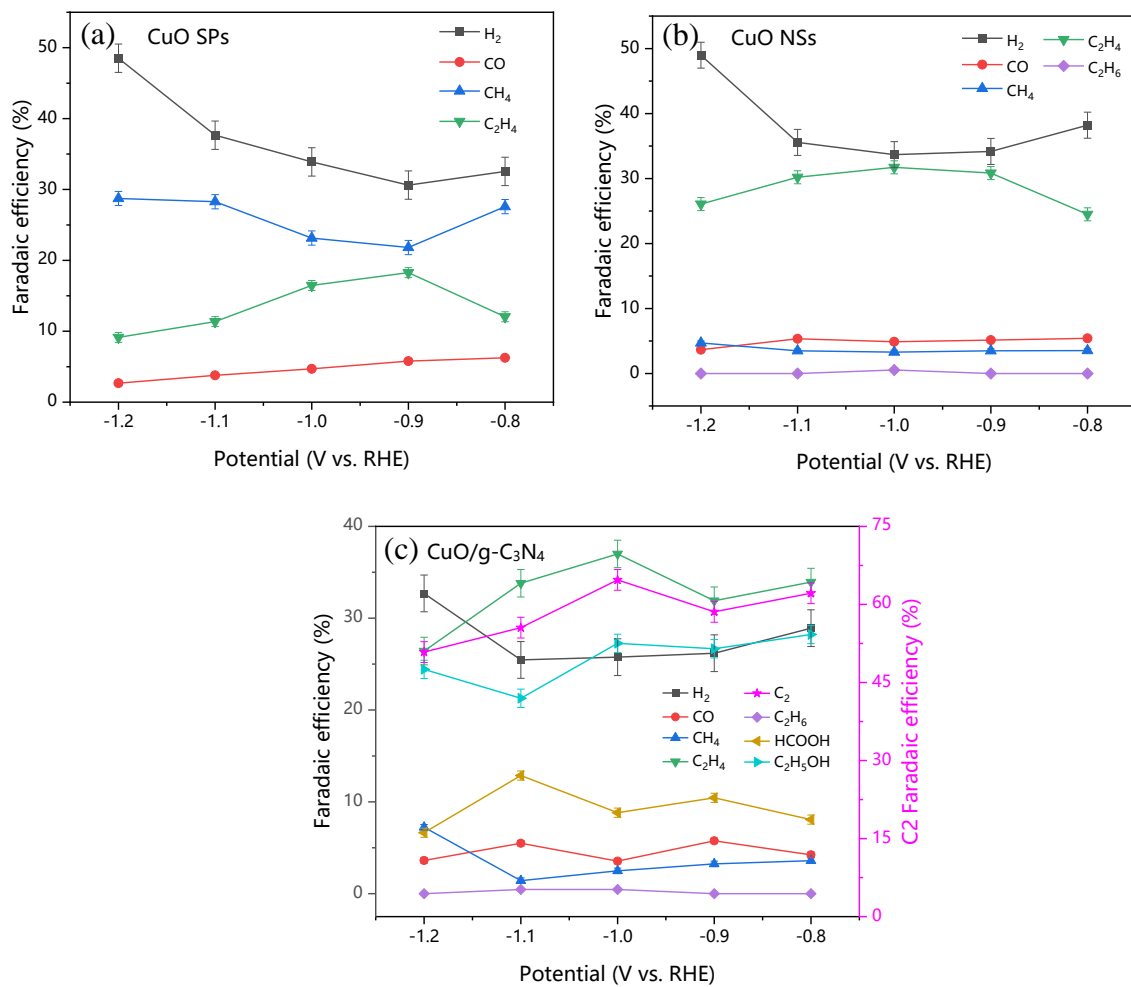 (a) CuO SPs
H₂
CO
CH₄
C₂H₄
50
40
30
20
10
0
-1.2 -1.1 -1.0 -0.9 -0.8
Faradaic efficiency (%)
Potential (V vs. RHE)
(b) CuO NSs
H₂ C₂H₄
CO C₂H₆
CH₄
50
40
30
20
10
0
-1.2 -1.1 -1.0 -0.9 -0.8
Faradaic efficiency (%)
Potential (V vs. RHE)
(c) CuO/g-C₃N₄
H₂ C₂
CO C₂H₆
CH₄ HCOOH
C₂H₄ C₂H₅OH
40
30
20
10
0
75
60
45
30
15
0
-1.2 -1.1 -1.0 -0.9 -0.8
Faradaic efficiency (%)
C2 Faradaic efficiency (%)
Potential (V vs. RHE)